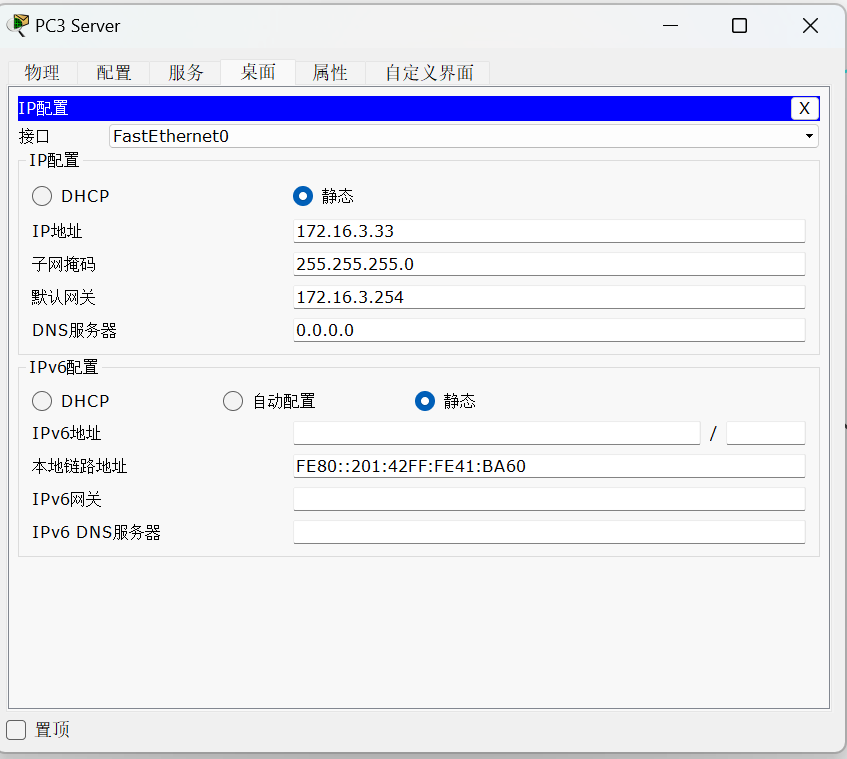 PC3 Server
物理 配置 服务 桌面 属性 自定义界面
IP配置 X
接口 FastEthernet0
IP配置
DHCP 静态
IP地址 172.16.3.33
子网掩码 255.255.255.0
默认网关 172.16.3.254
DNS服务器 0.0.0.0
IPv6配置
DHCP 自动配置 静态
IPv6地址 /
本地链路地址 FE80::201:42FF:FE41:BA60
IPv6网关
IPv6 DNS服务器
置顶